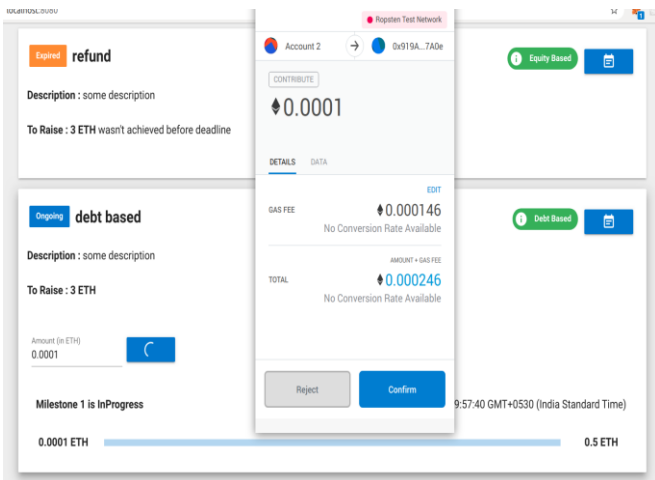 localhost:8080
Expired refund
Equity Based
Description : some description
To Raise : 3 ETH wasn't achieved before deadline
Ongoing debt based
Debt Based
Description : some description
To Raise : 3 ETH
Amount (in ETH)
0.0001
Milestone 1 is InProgress
9:57:40 GMT+0530 (India Standard Time)
0.0001 ETH
0.5 ETH
Ropsten Test Network
Account 2
0x919A...7A0e
CONTRIBUTE
0.0001
DETAILS DATA
EDIT
GAS FEE 0.000146
No Conversion Rate Available
AMOUNT + GAS FEE
TOTAL 0.000246
No Conversion Rate Available
Reject Confirm
1